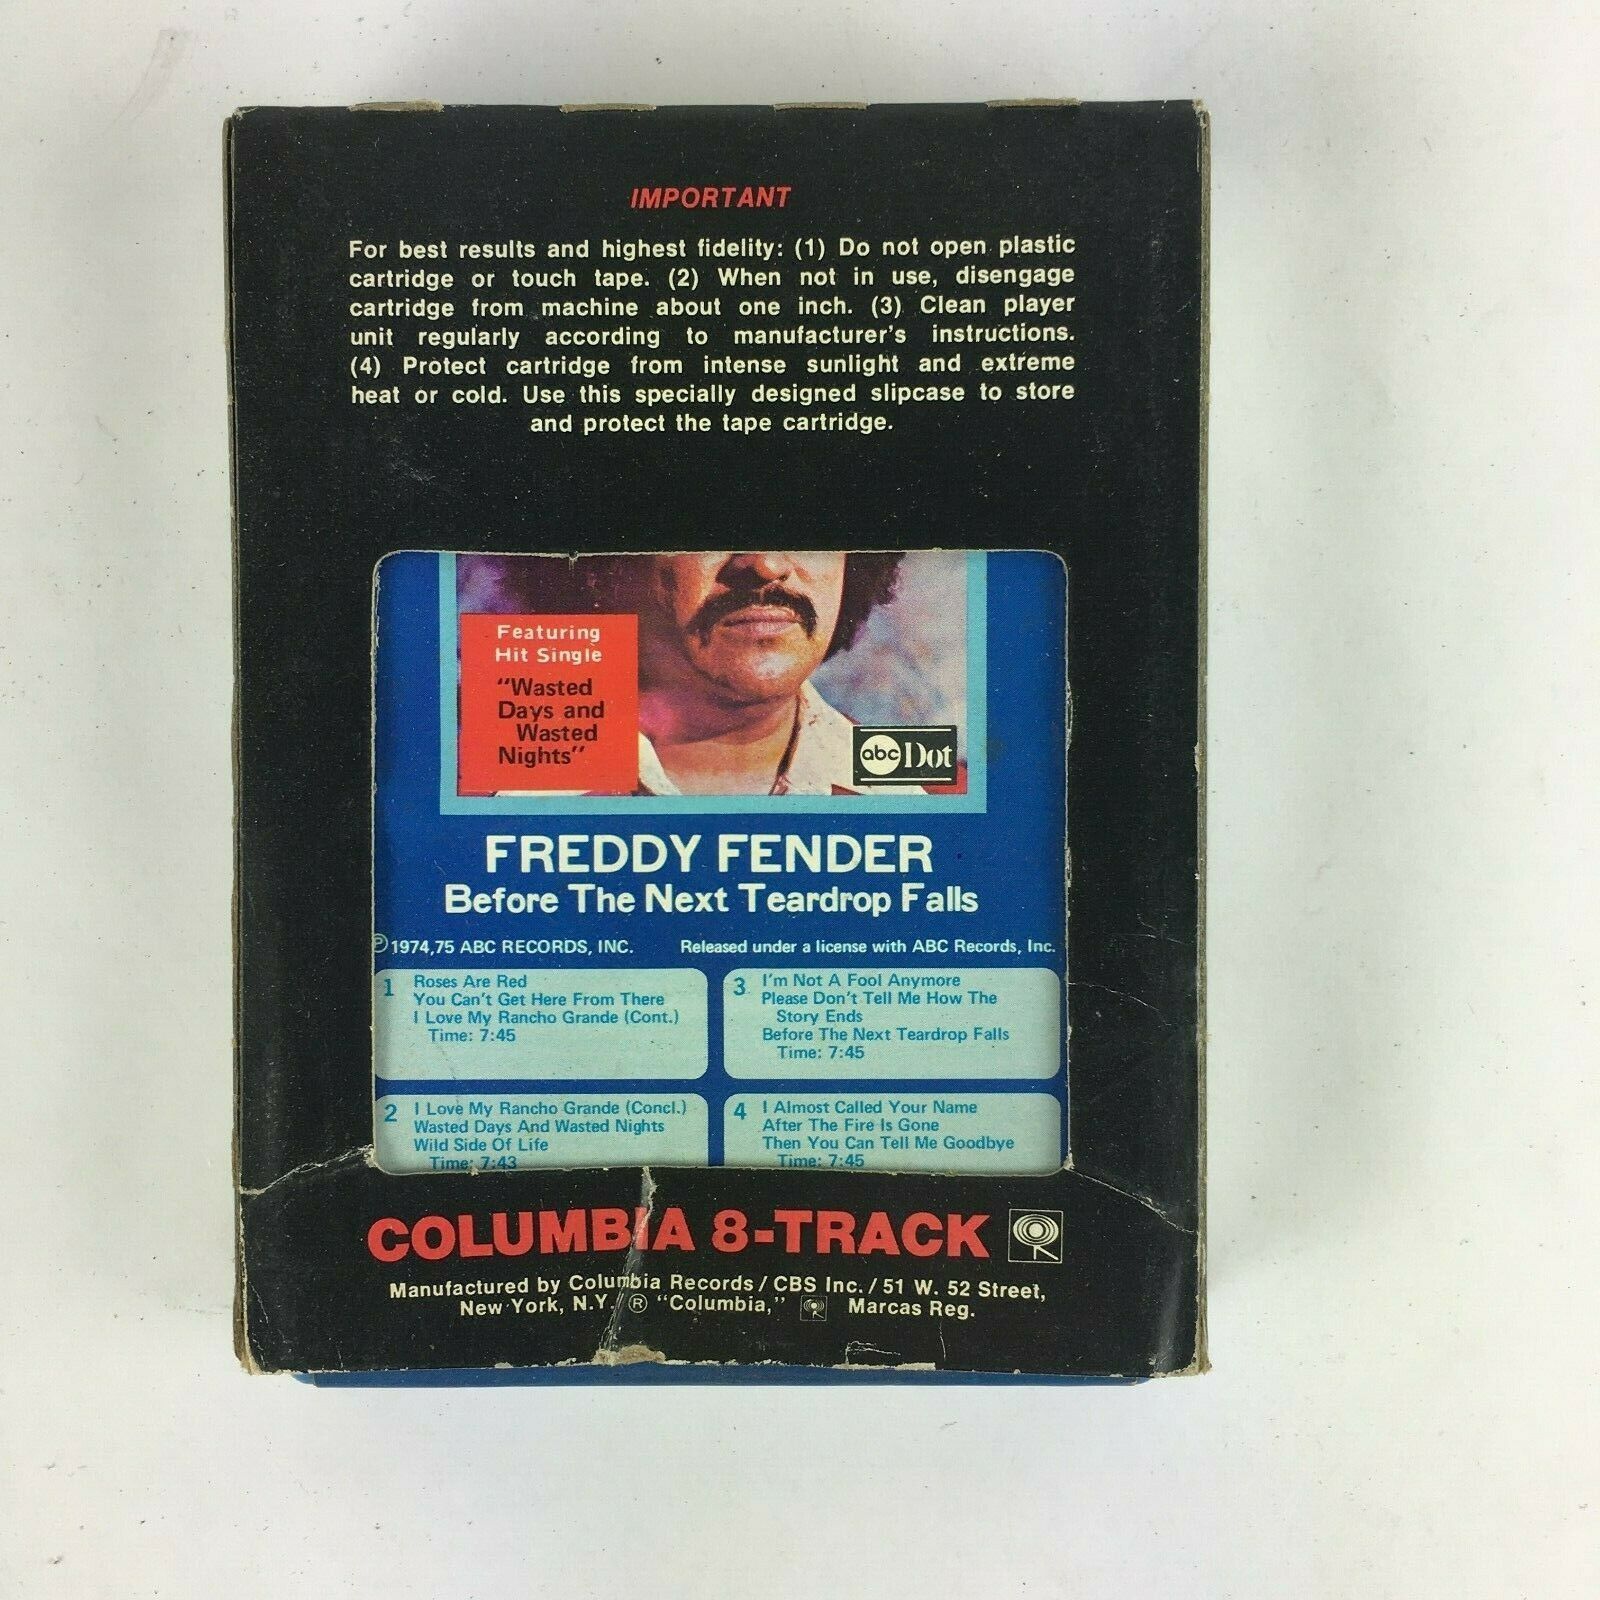 IMPORTANT
For best results and highest fidelity: (1) Do not open plastic
cartridge or touch tape. (2) When not in use, disengage
cartridge from machine about one inch. (3) Clean player
unit regularly according to manufacturer's instructions.
(4) Protect cartridge from intense sunlight and extreme
heat or cold. Use this specially designed slipcase to store
and protect the tape cartridge.
Featuring
Hit Single
"Wasted
Days and
Wasted
Nights"
abc Dot
FREDDY FENDER
Before The Next Teardrop Falls
℗ 1974,75 ABC RECORDS, INC. Released under a license with ABC Records, Inc.
1 Roses Are Red
You Can't Get Here From There
I Love My Rancho Grande (Cont.)
Time: 7:45
2 I Love My Rancho Grande (Concl.)
Wasted Days And Wasted Nights
Wild Side Of Life
Time: 7:43
3 I'm Not A Fool Anymore
Please Don't Tell Me How The
Story Ends
Before The Next Teardrop Falls
Time: 7:45
4 I Almost Called Your Name
After The Fire Is Gone
Then You Can Tell Me Goodbye
Time: 7:45
COLUMBIA 8-TRACK
Manufactured by Columbia Records / CBS Inc. / 51 W. 52 Street,
New York, N.Y. ® "Columbia," Marcas Reg.